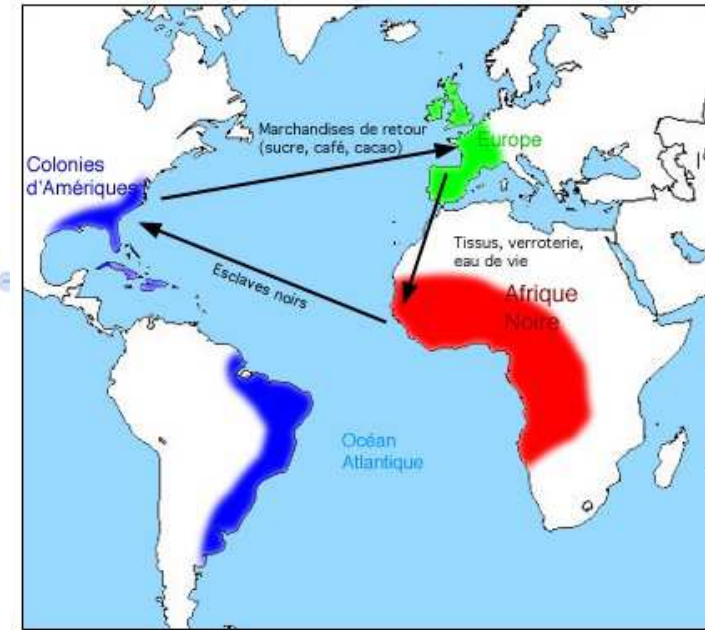 Marchandises de retour
(sucre, café, cacao)
Europe
Colonies
d'Amériques
Tissus, verroterie,
eau de vie
Esclaves noirs
Afrique
Noire
Océan
Atlantique